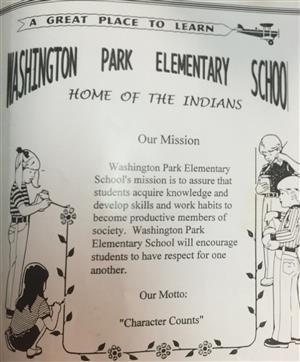 A GREAT PLACE TO LEARN
WASHINGTON PARK ELEMENTARY SCHOOL
HOME OF THE INDIANS
Our Mission
Washington Park Elementary
School's mission is to assure that
students acquire knowledge and
develop skills and work habits to
become productive members of
society. Washington Park
Elementary School will encourage
students to have respect for one
another.
Our Motto:
"Character Counts"